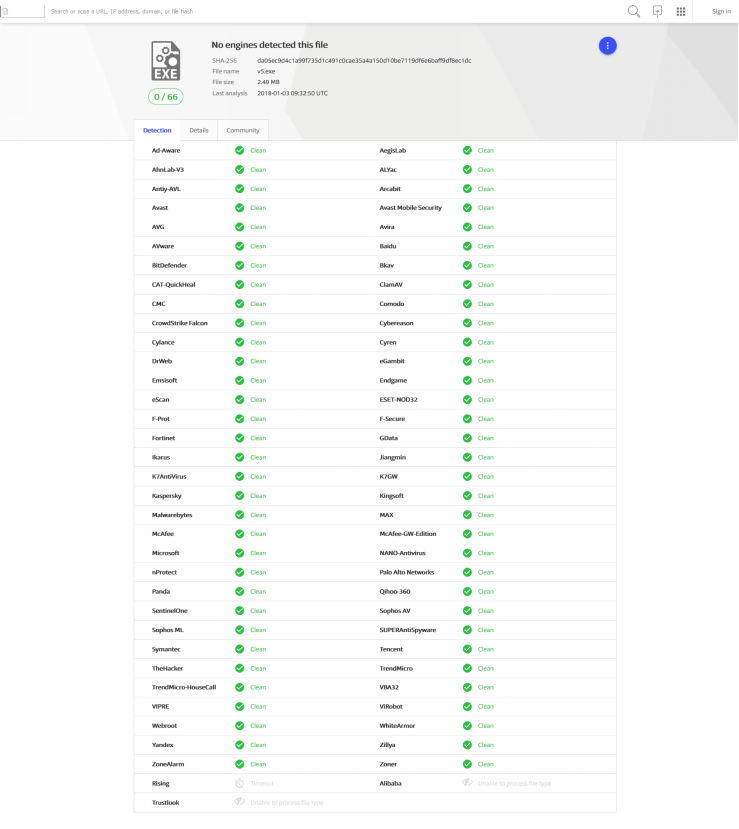 Search or scan a URL, IP address, domain, or file hash
Sign in
No engines detected this file
SHA-256 da05ec9d4c1a99f735d1c491c0cae35a4a150d10be7119df6e6baff9df8ec1dc
File name v5.exe
File size 2.49 MB
Last analysis 2018-01-03 09:32:50 UTC
EXE
0 / 66
Detection Details Community
Ad-Aware Clean AegisLab Clean
AhnLab-V3 Clean ALYac Clean
Antiy-AVL Clean Arcabit Clean
Avast Clean Avast Mobile Security Clean
AVG Clean Avira Clean
AVware Clean Baidu Clean
BitDefender Clean Bkav Clean
CAT-QuickHeal Clean ClamAV Clean
CMC Clean Comodo Clean
CrowdStrike Falcon Clean Cybereason Clean
Cylance Clean Cyren Clean
DrWeb Clean eGambit Clean
Emsisoft Clean Endgame Clean
eScan Clean ESET-NOD32 Clean
F-Prot Clean F-Secure Clean
Fortinet Clean GData Clean
Ikarus Clean Jiangmin Clean
K7AntiVirus Clean K7GW Clean
Kaspersky Clean Kingsoft Clean
Malwarebytes Clean MAX Clean
McAfee Clean McAfee-GW-Edition Clean
Microsoft Clean NANO-Antivirus Clean
nProtect Clean Palo Alto Networks Clean
Panda Clean Qihoo-360 Clean
SentinelOne Clean Sophos AV Clean
Sophos ML Clean SUPERAntiSpyware Clean
Symantec Clean Tencent Clean
TheHacker Clean TrendMicro Clean
TrendMicro-HouseCall Clean VBA32 Clean
VIPRE Clean ViRobot Clean
Webroot Clean WhiteArmor Clean
Yandex Clean Zillya Clean
ZoneAlarm Clean Zoner Clean
Rising Timeout Alibaba Unable to process file type
Trustlook Unable to process file type